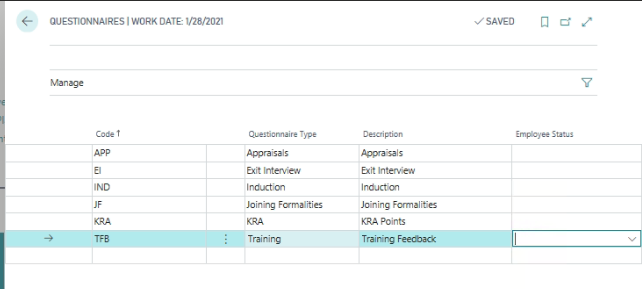 QUESTIONNAIRES | WORK DATE: 1/28/2021 SAVED
Manage
Code ↑ Questionnaire Type Description Employee Status
APP Appraisals Appraisals
EI Exit Interview Exit Interview
IND Induction Induction
JF Joining Formalities Joining Formalities
KRA KRA KRA Points
TFB Training Training Feedback